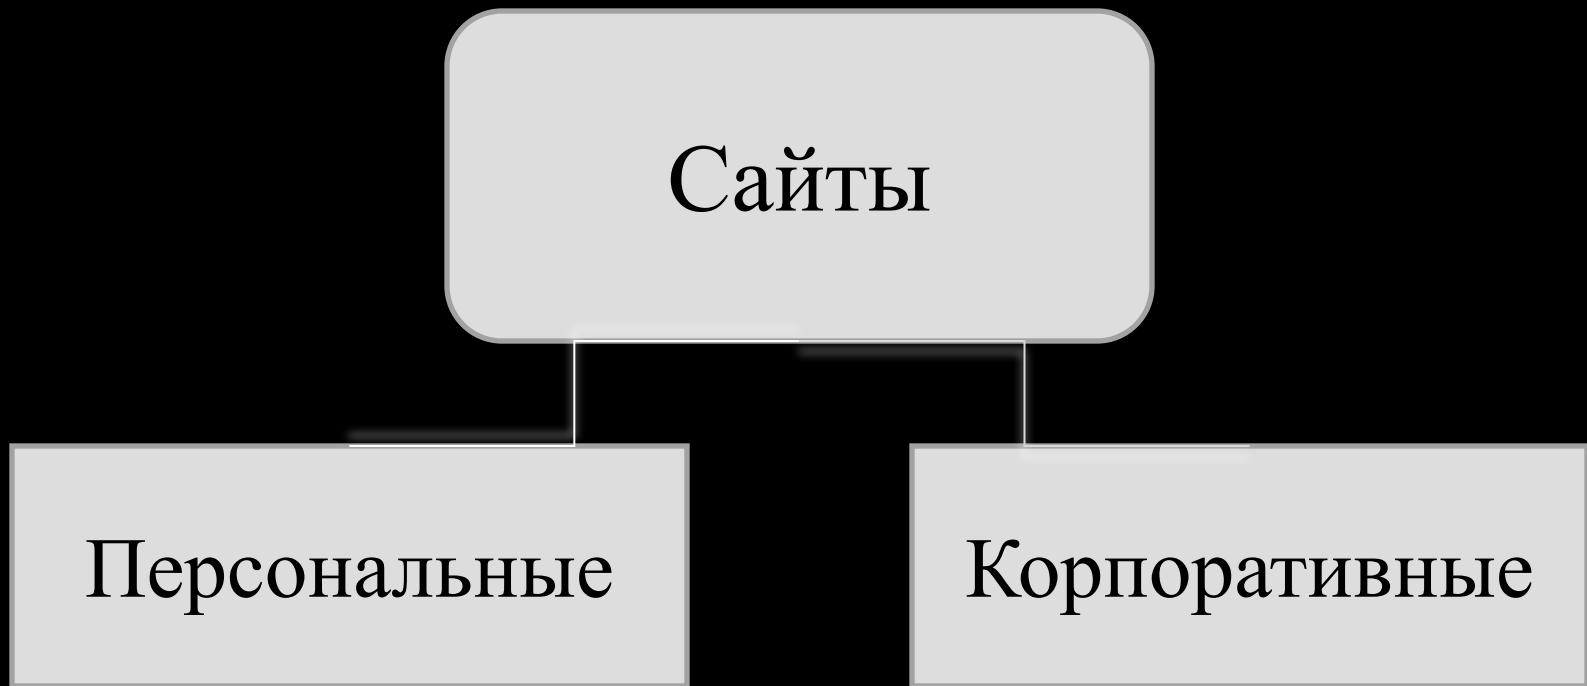 Сайты
Персональные
Корпоративные